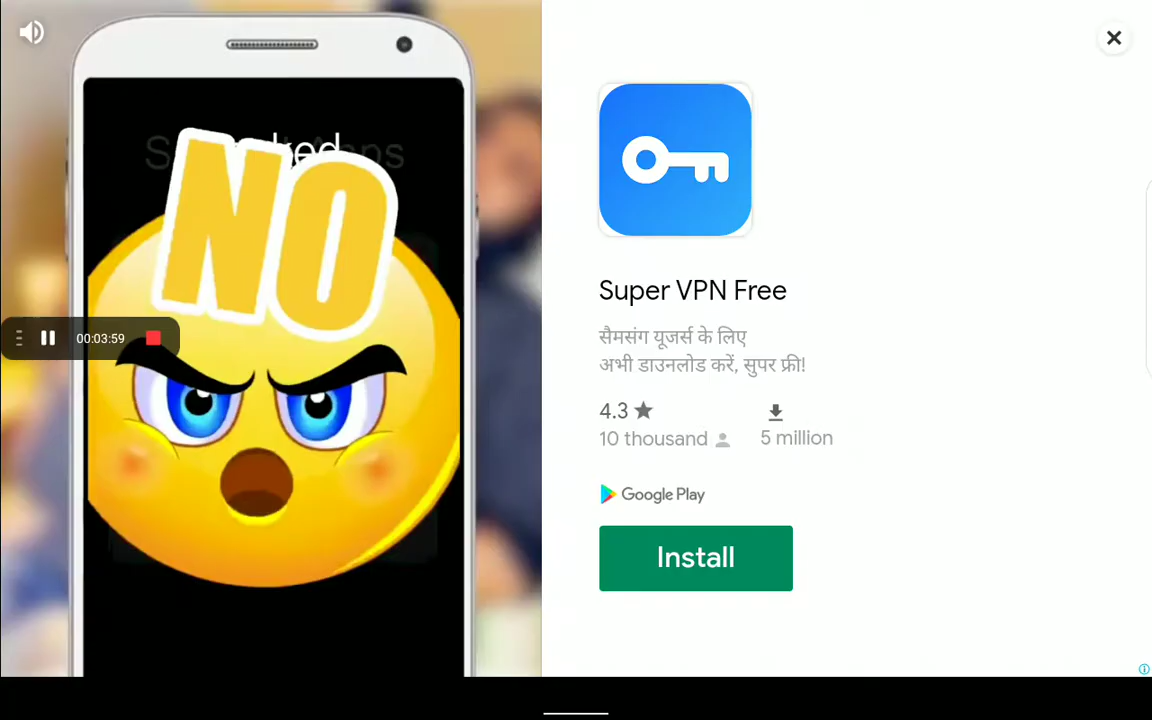 NO
00:03:59
Super VPN Free
सैमसंग यूजर्स के लिए
अभी डाउनलोड करें, सुपर फ्री!
4.3
10 thousand
5 million
Google Play
Install